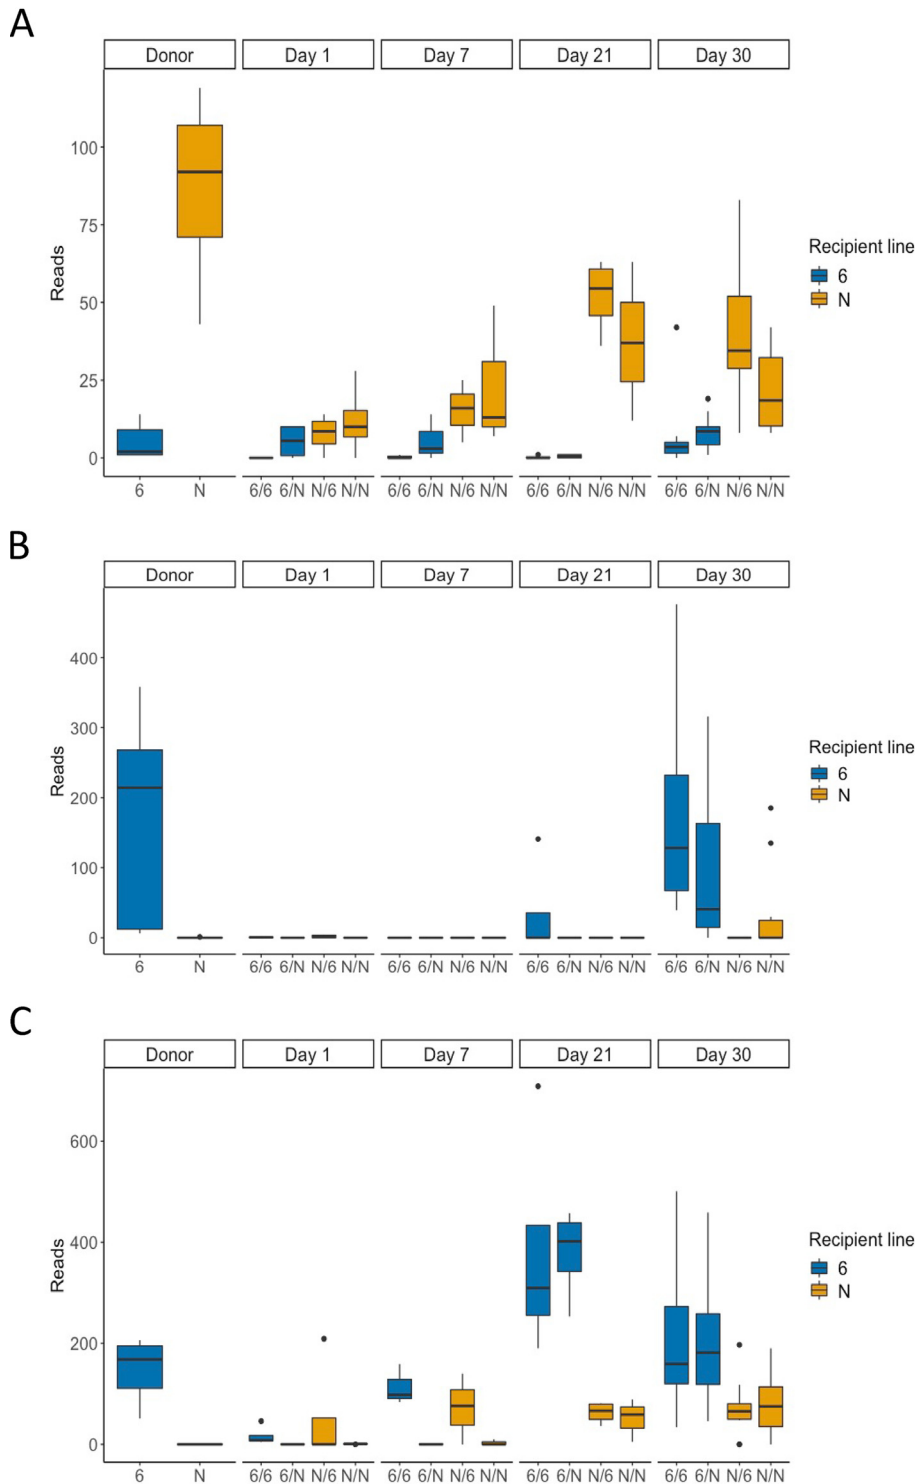 A
Donor Day 1 Day 7 Day 21 Day 30
100
75
50
25
0
Reads
6 N 6/6 6/N N/6 N/N 6/6 6/N N/6 N/N 6/6 6/N N/6 N/N 6/6 6/N N/6 N/N
Recipient line
6
N
B
Donor Day 1 Day 7 Day 21 Day 30
400
300
200
100
0
Reads
6 N 6/6 6/N N/6 N/N 6/6 6/N N/6 N/N 6/6 6/N N/6 N/N 6/6 6/N N/6 N/N
Recipient line
6
N
C
Donor Day 1 Day 7 Day 21 Day 30
600
400
200
0
Reads
6 N 6/6 6/N N/6 N/N 6/6 6/N N/6 N/N 6/6 6/N N/6 N/N 6/6 6/N N/6 N/N
Recipient line
6
N